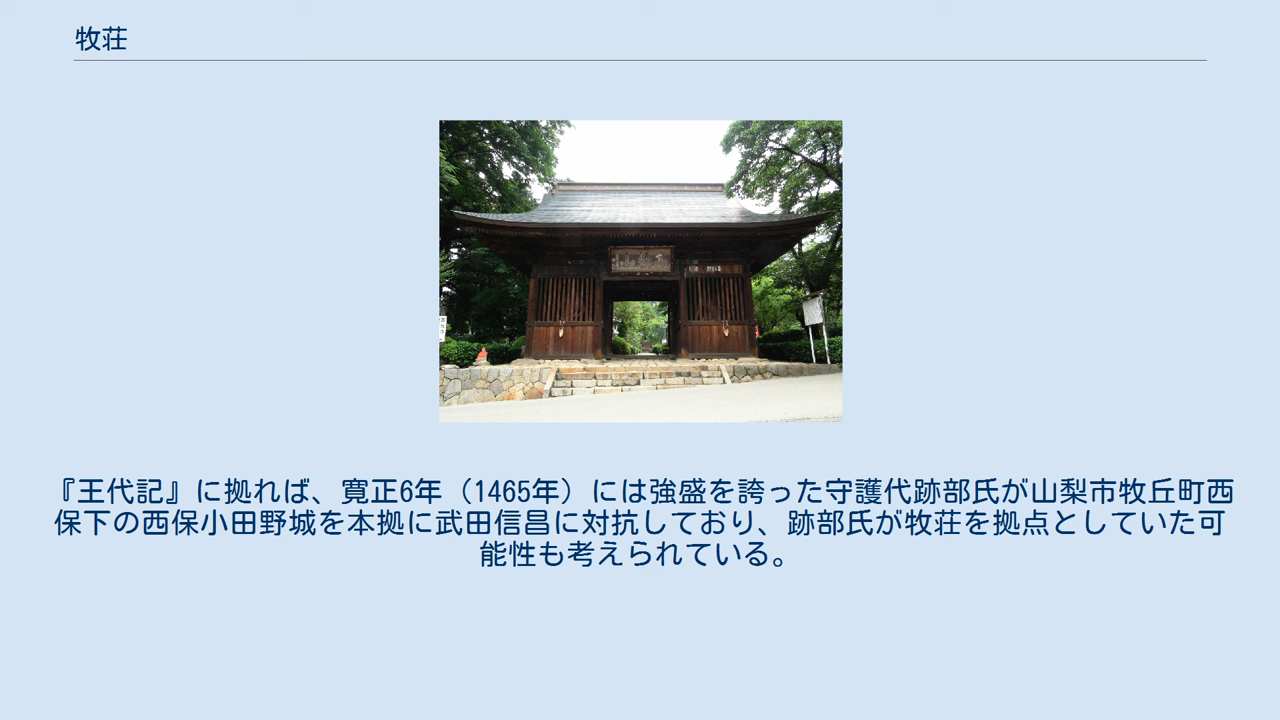 牧荘
『王代記』に拠れば、寛正6年（1465年）には強盛を誇った守護代跡部氏が山梨市牧丘町西
保下の西保小田野城を本拠に武田信昌に対抗しており、跡部氏が牧荘を拠点としていた可
能性も考えられている。